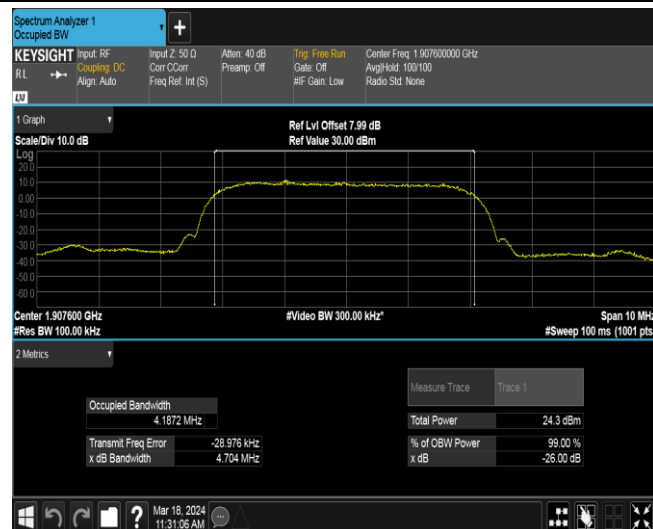 Spectrum Analyzer 1
Occupied BW
+
KEYSIGHT Input: RF Input Z: 50 Ω Atten: 40 dB Trig: Free Run Center Freq: 1.907600000 GHz
RL Coupling: DC Corr CCorr Preamp: Off Gate: Off Avg|Hold: 100/100
Align: Auto Freq Ref: Int (S) #IF Gain: Low Radio Std: None
LXI
1 Graph
Ref Lvl Offset 7.99 dB
Scale/Div 10.0 dB Ref Value 30.00 dBm
Log
20.0
10.0
0.00
-10.0
-20.0
-30.0
-40.0
-50.0
-60.0
Center 1.907600 GHz #Video BW 300.00 kHz* Span 10 MHz
#Res BW 100.00 kHz #Sweep 100 ms (1001 pts
2 Metrics
Measure Trace Trace 1
Occupied Bandwidth
4.1872 MHz Total Power 24.3 dBm
Transmit Freq Error -28.976 kHz % of OBW Power 99.00 %
x dB Bandwidth 4.704 MHz x dB -26.00 dB
? Mar 18, 2024
11:31:06 AM